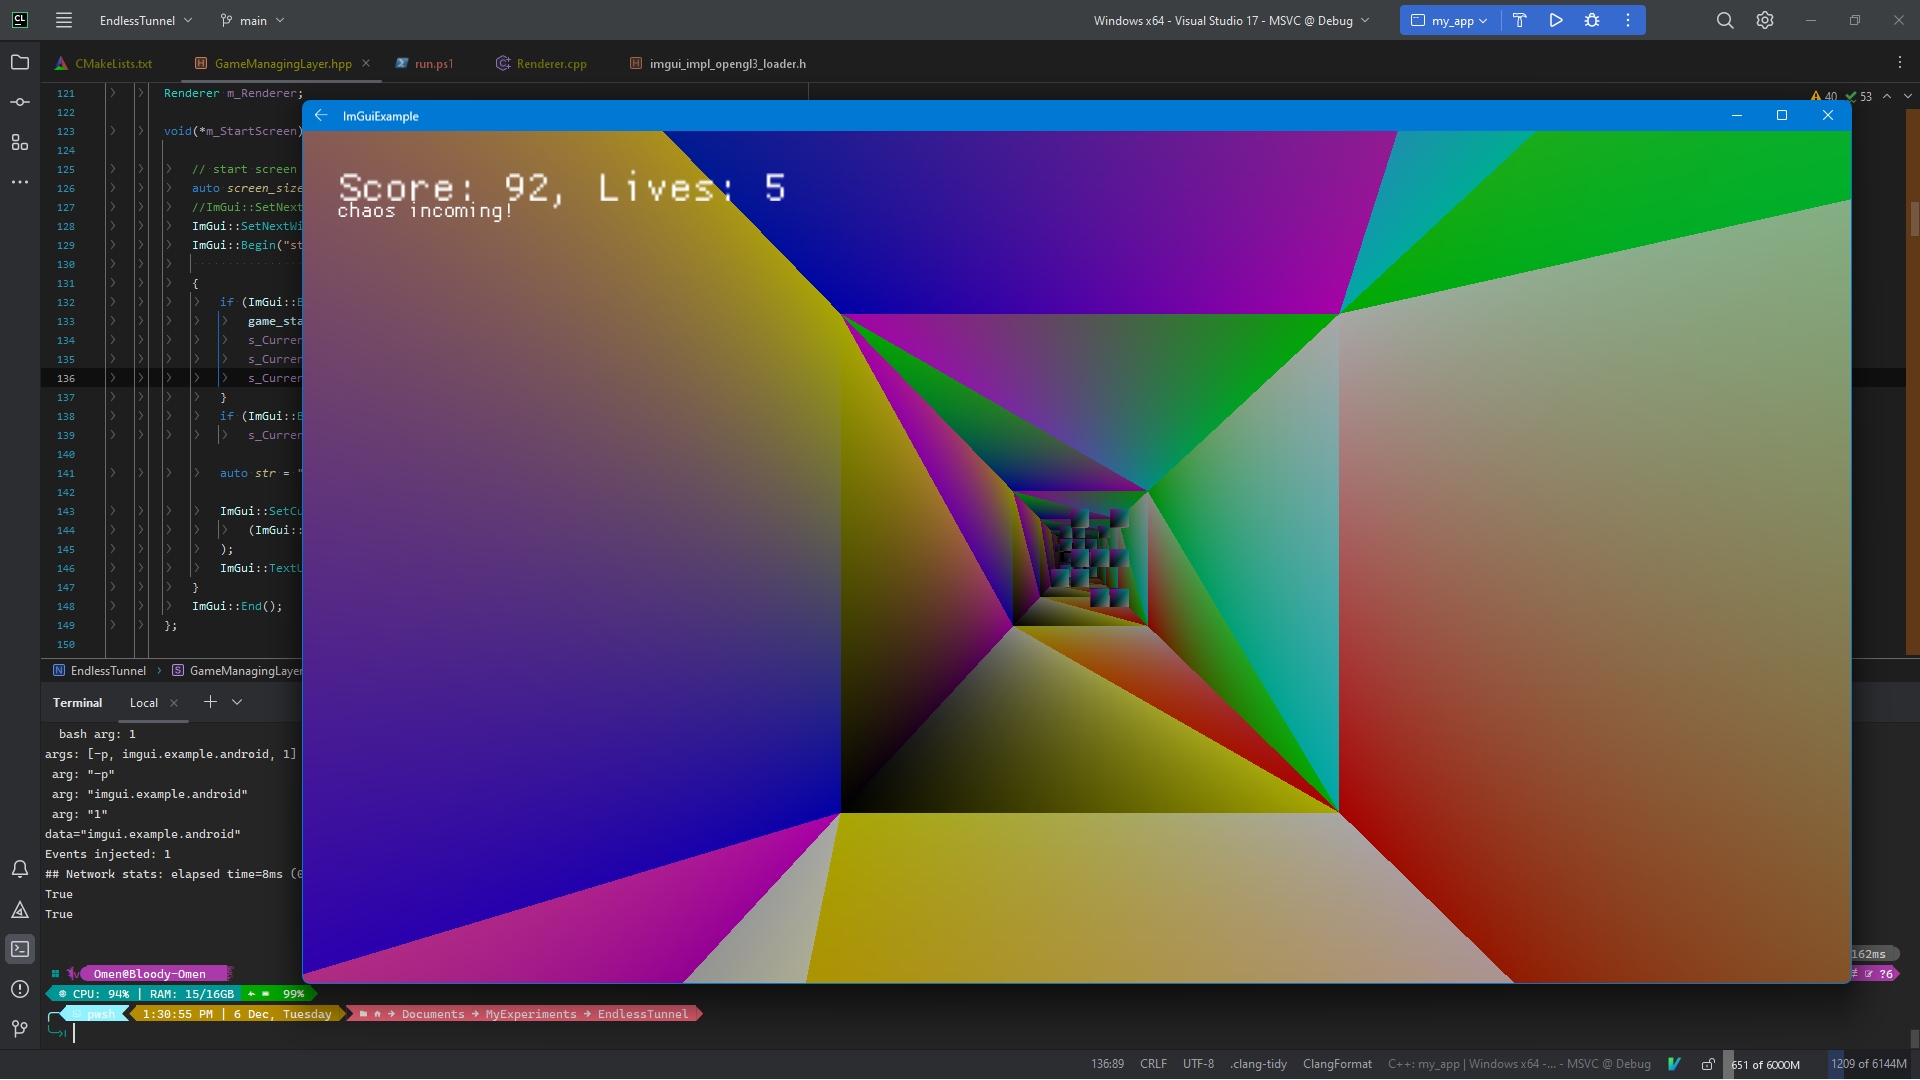 EndlessTunnel
main
Windows x64 - Visual Studio 17 - MSVC @ Debug
my_app
CMakeLists.txt
GameManagingLayer.hpp
run.ps1
Renderer.cpp
imgui_impl_opengl3_loader.h
40
53
121 Renderer m_Renderer;
122
123 void(*m_StartScreen)
124
125 // start screen
126 auto screen_size
127 //ImGui::SetNext
128 ImGui::SetNextWi
129 ImGui::Begin("st
130
131 {
132 if (ImGui::B
133 game_sta
134 s_Curren
135 s_Curren
136 s_Curren
137 }
138 if (ImGui::B
139 s_Curren
140
141 auto str = "
142
143 ImGui::SetCu
144 (ImGui::
145 );
146 ImGui::TextU
147 }
148 ImGui::End();
149 };
150
ImGuiExample
Score: 92, Lives: 5
chaos incoming!
EndlessTunnel
GameManagingLayer
Terminal
Local
bash arg: 1
args: [-p, imgui.example.android, 1]
arg: "-p"
arg: "imgui.example.android"
arg: "1"
data="imgui.example.android"
Events injected: 1
## Network stats: elapsed time=8ms (0
True
True
Omen@Bloody-Omen
162ms
?6
CPU: 94% | RAM: 15/16GB 99%
pwsh 1:30:55 PM | 6 Dec, Tuesday → Documents → MyExperiments → EndlessTunnel
136:89 CRLF UTF-8 .clang-tidy ClangFormat C++: my_app | Windows x64 -... - MSVC @ Debug 651 of 6000M 1209 of 6144M